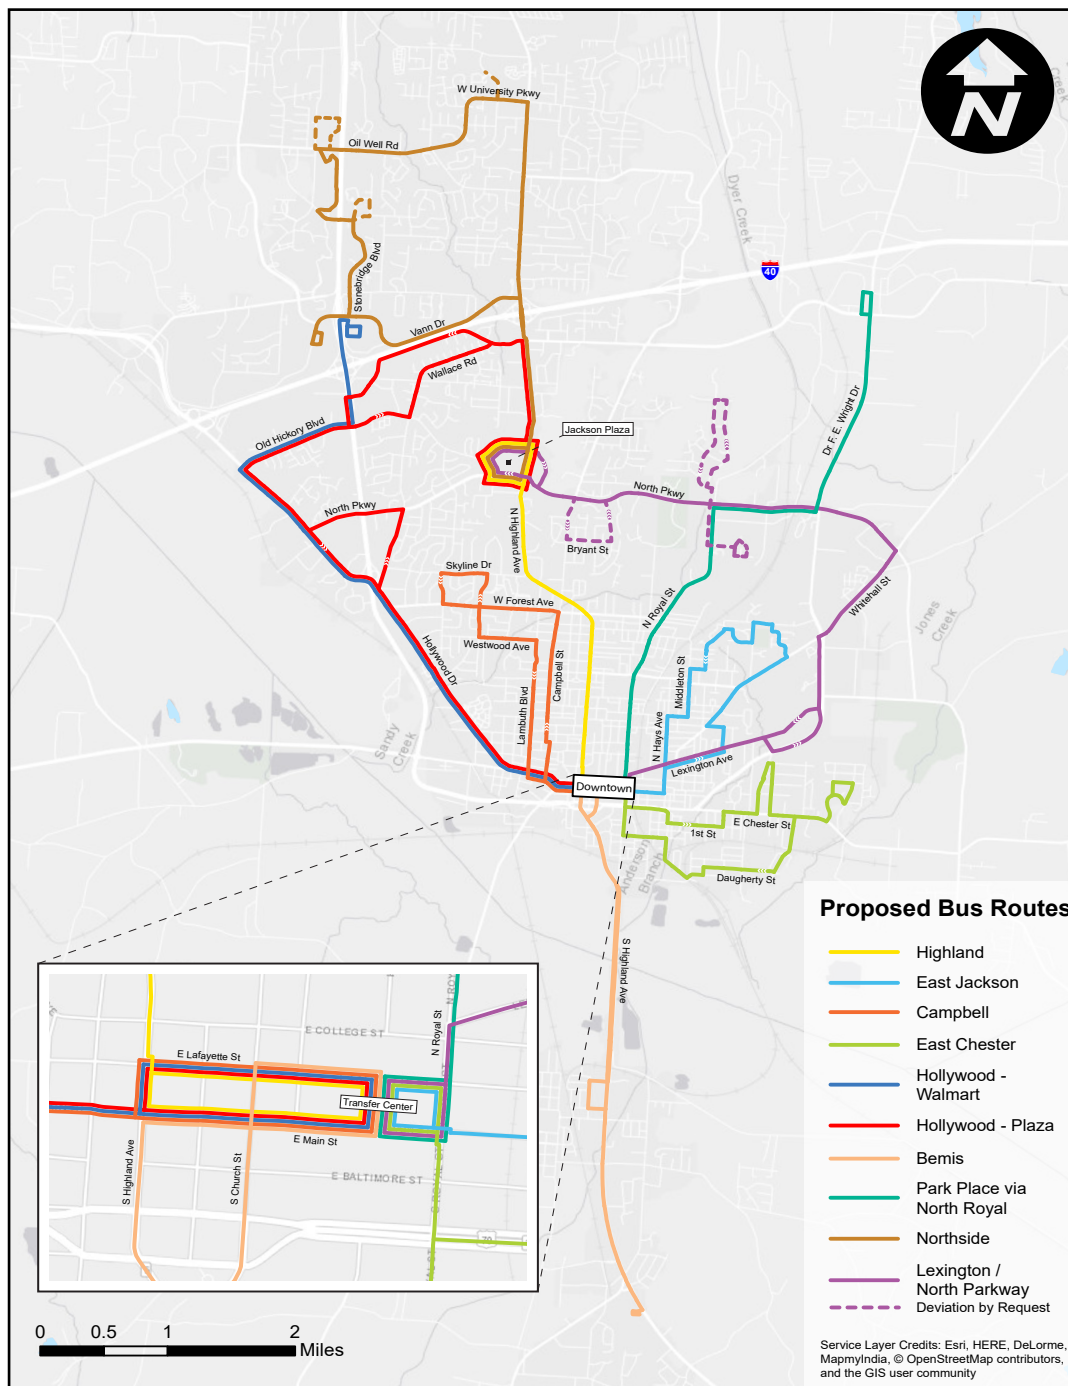 W University Pkwy
N
Creek
Oil Well Rd
Dyer Creek
Stonebridge Blvd
40
Vann Dr
Wallace Rd
Dr F. E. Wright Dr
Old Hickory Blvd
Jackson Plaza
North Pkwy
North Pkwy
N Highland Ave
Bryant St
Skyline Dr
W Forest Ave
Westwood Ave
N Royal St
Whitehall St
Jones
Creek
Hollywood Dr
Campbell St
Lambuth Blvd
Middleton St
N Hays Ave
Sandy
Creek
Lexington Ave
Downtown
E Chester St
1st St
Anderson
Branch
Daugherty St
S Highland Ave
Proposed Bus Routes
Highland
East Jackson
Campbell
East Chester
Hollywood -
Walmart
Hollywood - Plaza
Bemis
Park Place via
North Royal
Northside
Lexington /
North Parkway
Deviation by Request
E COLLEGE ST
N Royal St
E Lafayette St
Transfer Center
E Main St
S Highland Ave
S Church St
E BALTIMORE ST
70
0 0.5 1 2
Miles
Service Layer Credits: Esri, HERE, DeLorme,
MapmyIndia, © OpenStreetMap contributors,
and the GIS user community